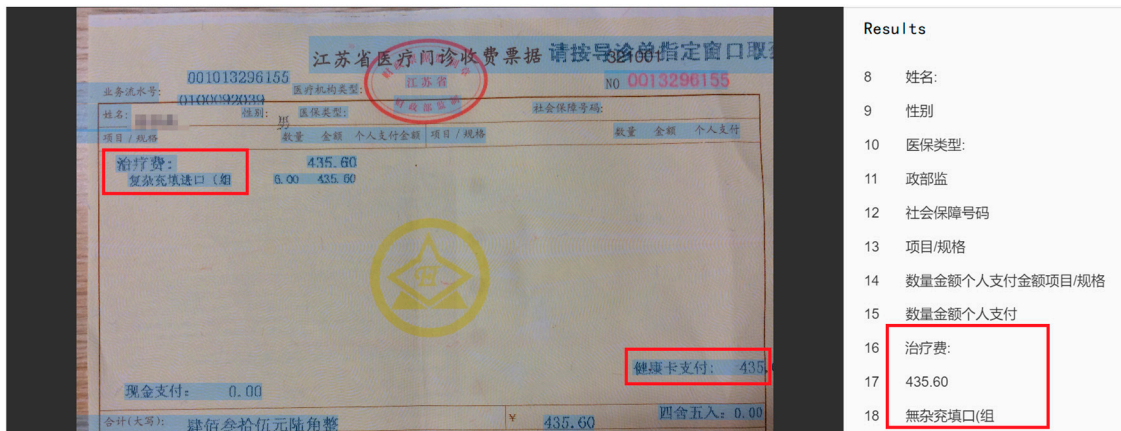 江苏省医疗门诊收费票据 请按导诊单指定窗口取
321001
001013296155
NO 0013296155
江苏省
财政部监制
业务流水号:
0100092039
医疗机构类型:
姓名:
性别:
男
医保类型:
社会保障号码:
项目 / 规格
数量 金额 个人支付金额 项目 / 规格
数量 金额 个人支付
治疗费:
435.60
复杂充填进口 (组
6.00 435.60
健康卡支付: 435.
现金支付: 0.00
合计(大写): 肆佰叁拾伍元陆角整
¥ 435.60
四舍五入: 0.00
Results
8 姓名:
9 性别
10 医保类型:
11 政部监
12 社会保障号码
13 项目/规格
14 数量金额个人支付金额项目/规格
15 数量金额个人支付
16 治疗费:
17 435.60
18 無杂兖填口(组